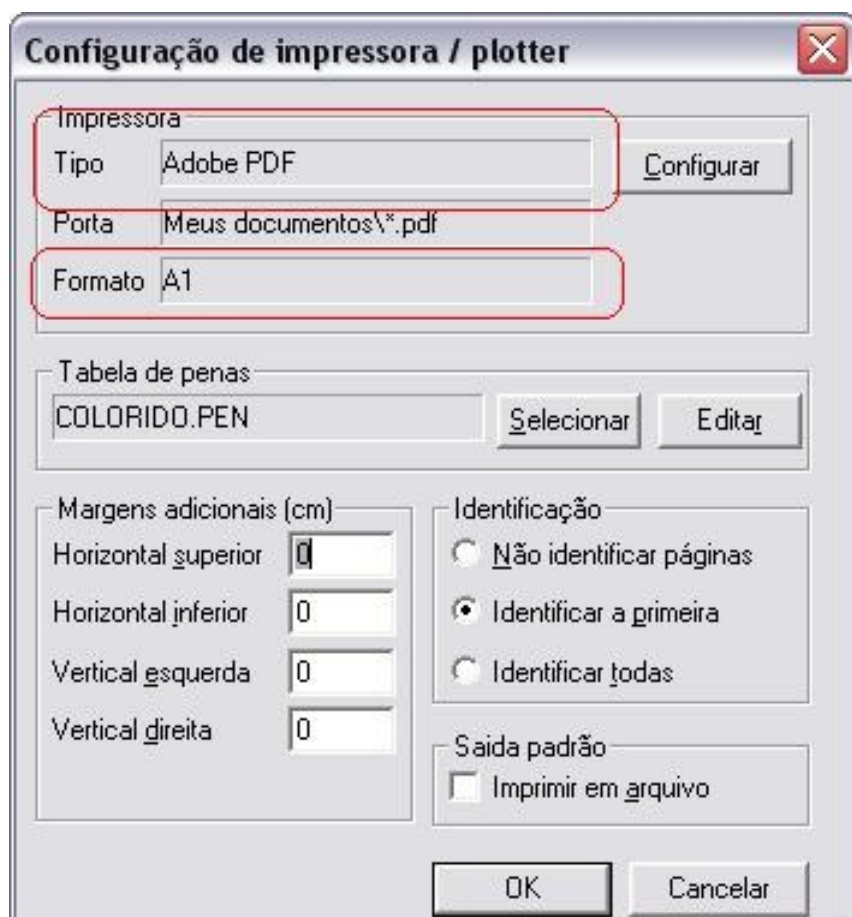 Configuração de impressora / plotter
Impressora
Tipo Adobe PDF Configurar
Porta Meus documentos\*.pdf
Formato A1
Tabela de penas
COLORIDO.PEN Selecionar Editar
Margens adicionais (cm)
Horizontal superior 0
Horizontal inferior 0
Vertical esquerda 0
Vertical direita 0
Identificação
Não identificar páginas
Identificar a primeira
Identificar todas
Saida padrão
Imprimir em arquivo
OK Cancelar